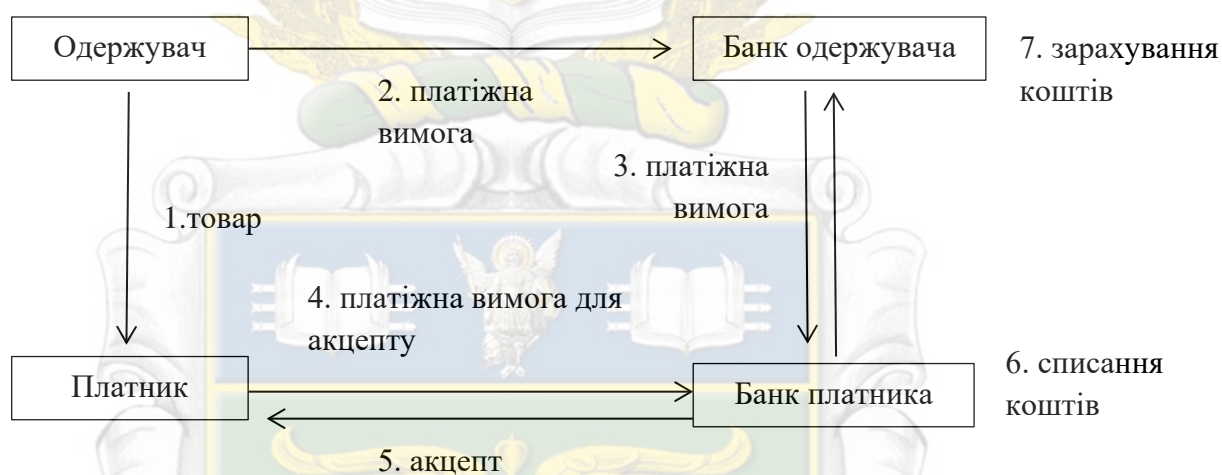 Одержувач
Банк одержувача
7. зарахування
коштів
2. платіжна
вимога
3. платіжна
вимога
1.товар
4. платіжна вимога для
акцепту
Платник
Банк платника
6. списання
коштів
5. акцепт